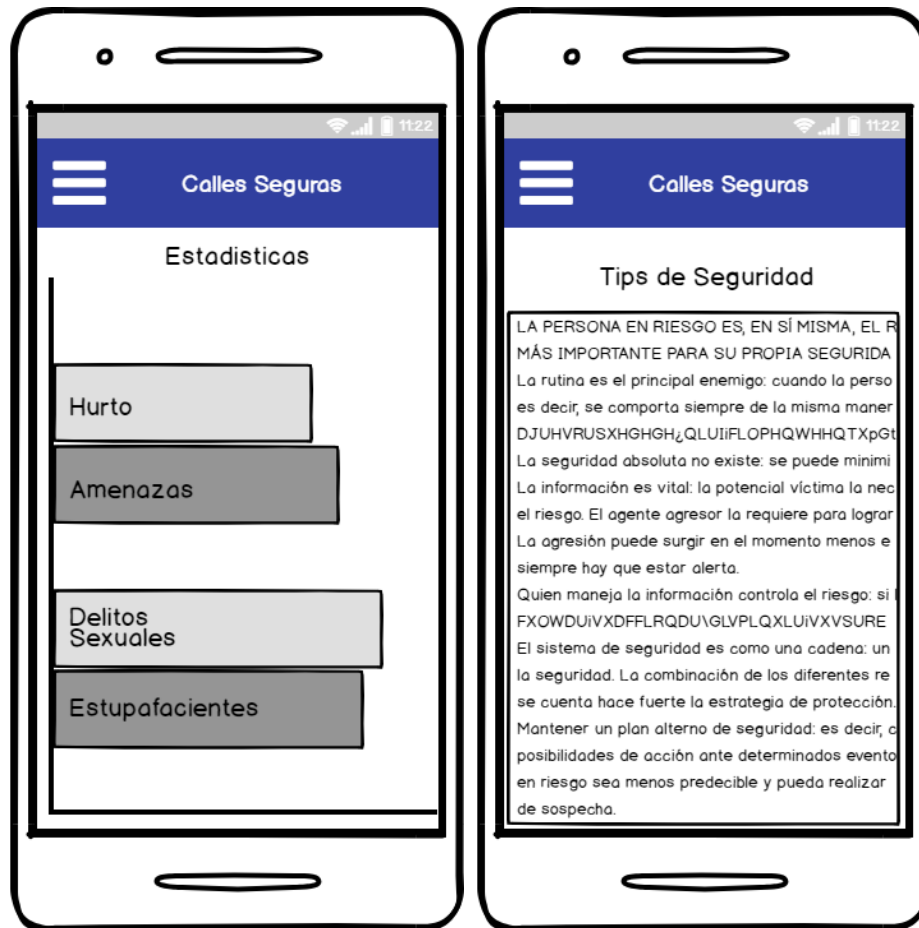 11:22
Calles Seguras
Estadisticas
Hurto
Amenazas
Delitos
Sexuales
Estupafacientes
11:22
Calles Seguras
Tips de Seguridad
LA PERSONA EN RIESGO ES, EN SÍ MISMA, EL R
MÁS IMPORTANTE PARA SU PROPIA SEGURIDA
La rutina es el principal enemigo: cuando la perso
es decir, se comporta siempre de la misma maner
DJUHVRUSXHGHGH¿QLUIiFLOPHQWHHQTXpGt
La seguridad absoluta no existe: se puede minimi
La información es vital: la potencial víctima la nec
el riesgo. El agente agresor la requiere para lograr
La agresión puede surgir en el momento menos e
siempre hay que estar alerta.
Quien maneja la información controla el riesgo: si l
FXOWDUiVXDFFLRQDU\GLVPLQXLUiVXVSURE
El sistema de seguridad es como una cadena: un
la seguridad. La combinación de los diferentes re
se cuenta hace fuerte la estrategia de protección.
Mantener un plan alterno de seguridad: es decir, c
posibilidades de acción ante determinados evento
en riesgo sea menos predecible y pueda realizar
de sospecha.